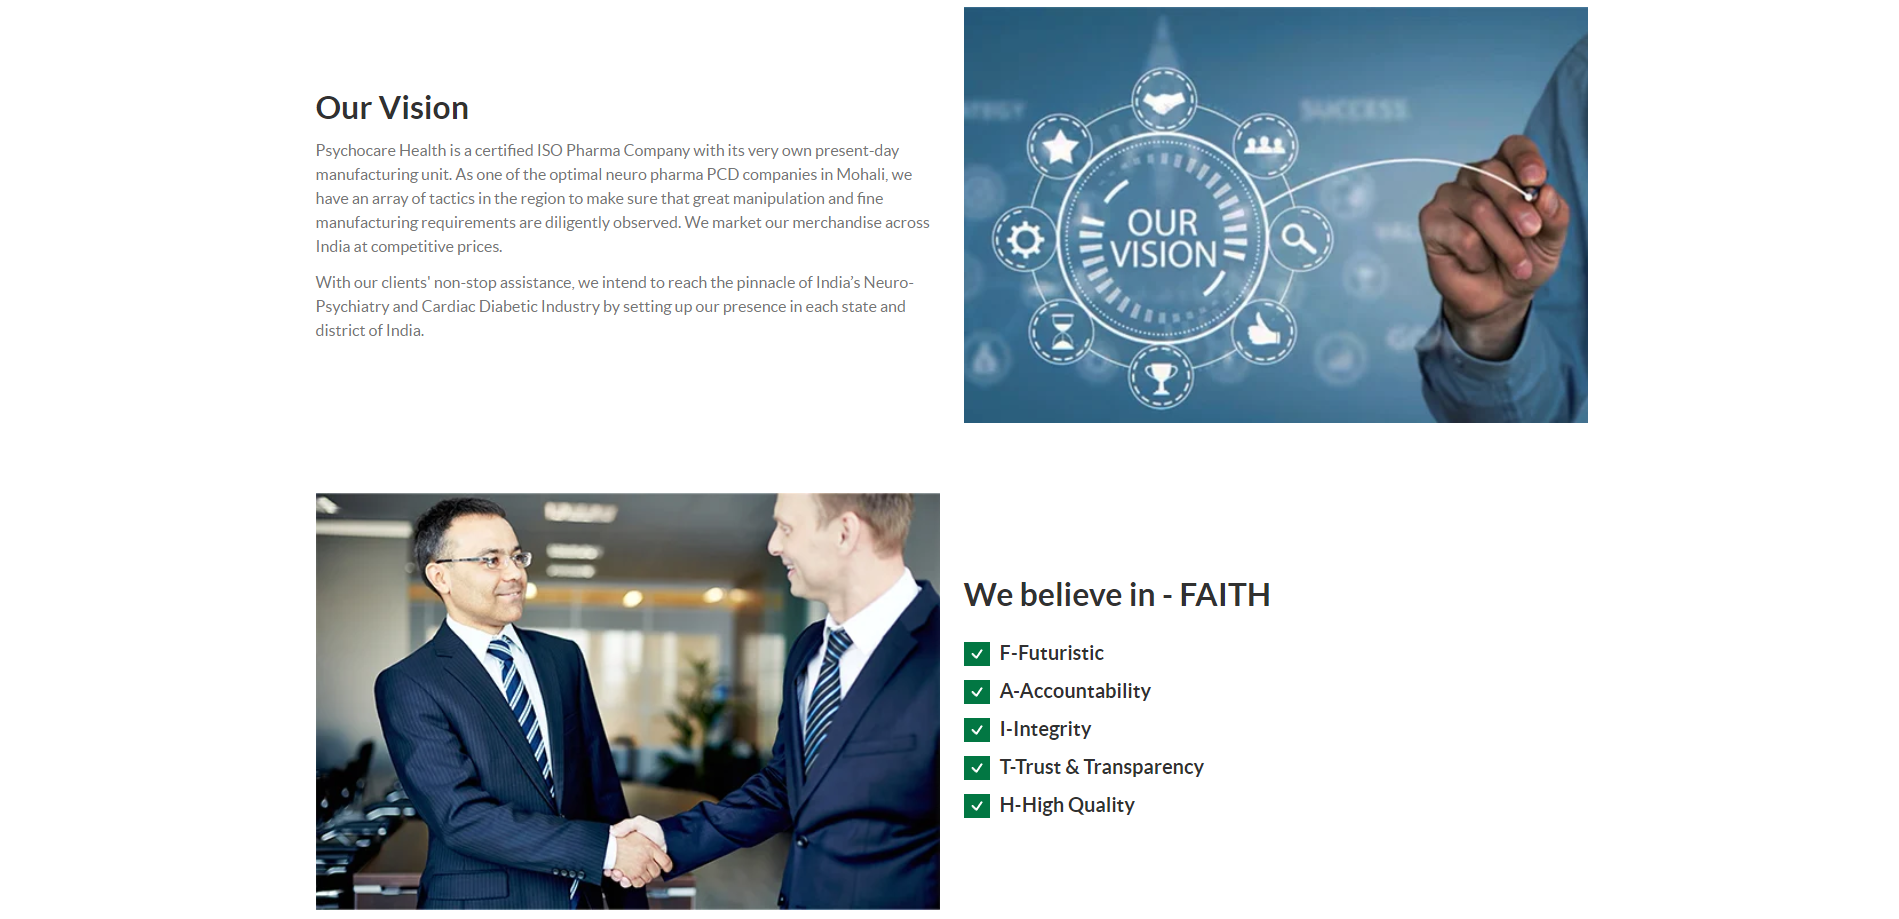 Our Vision
Psychocare Health is a certified ISO Pharma Company with its very own present-day
manufacturing unit. As one of the optimal neuro pharma PCD companies in Mohali, we
have an array of tactics in the region to make sure that great manipulation and fine
manufacturing requirements are diligently observed. We market our merchandise across
India at competitive prices.
With our clients' non-stop assistance, we intend to reach the pinnacle of India’s Neuro-
Psychiatry and Cardiac Diabetic Industry by setting up our presence in each state and
district of India.
SUCCESS
OUR
VISION
We believe in - FAITH
F-Futuristic
A-Accountability
I-Integrity
T-Trust & Transparency
H-High Quality